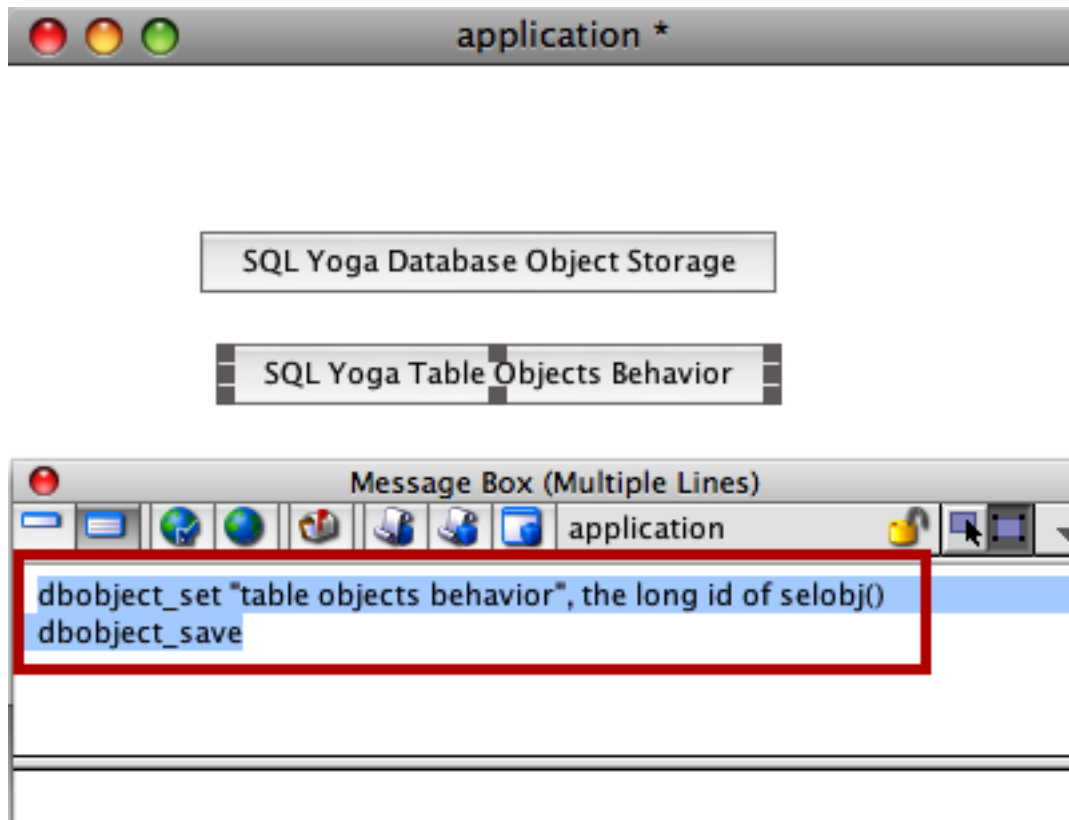 application *
SQL Yoga Database Object Storage
SQL Yoga Table Objects Behavior
Message Box (Multiple Lines)
application
dbobject_set "table objects behavior", the long id of selobj()
dbobject_save